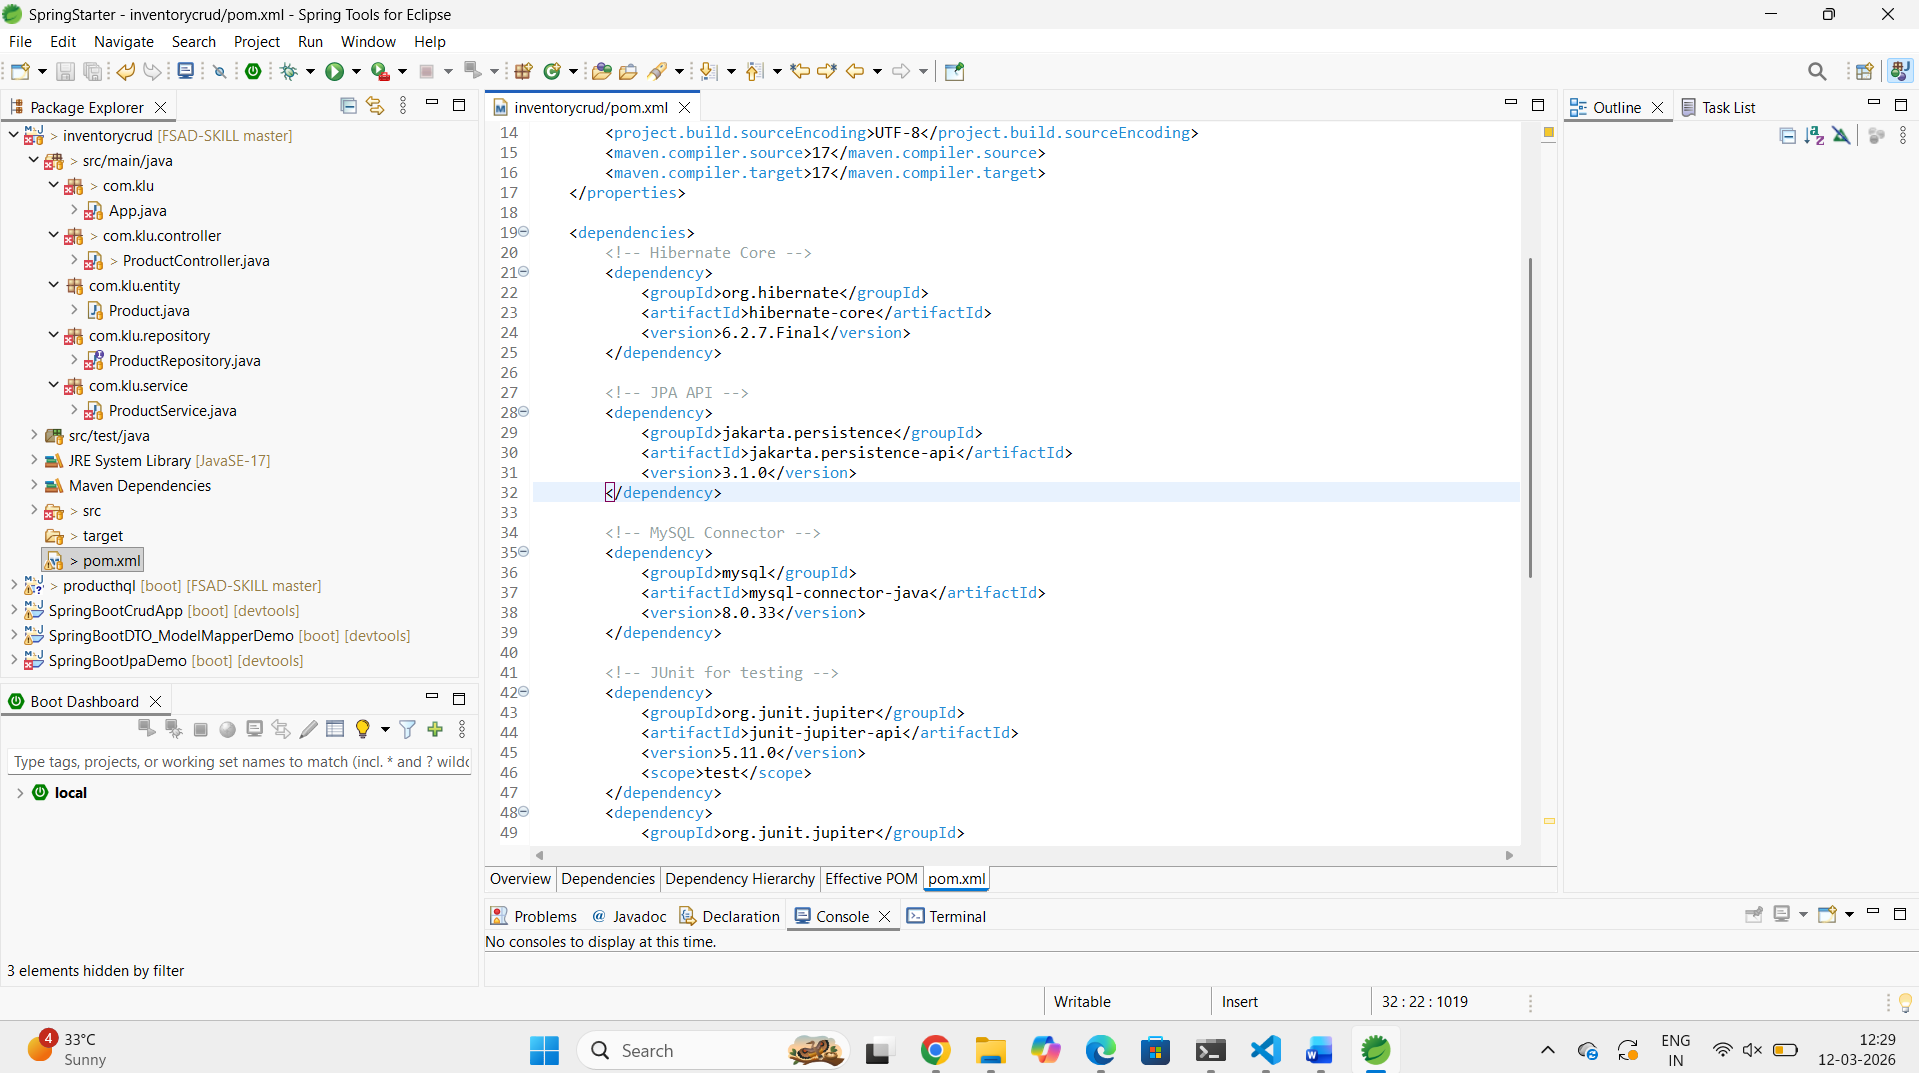 SpringStarter - inventorycrud/pom.xml - Spring Tools for Eclipse
File Edit Navigate Search Project Run Window Help
Package Explorer
> inventorycrud [FSAD-SKILL master]
> src/main/java
> com.klu
App.java
> com.klu.controller
> ProductController.java
com.klu.entity
Product.java
com.klu.repository
ProductRepository.java
com.klu.service
ProductService.java
src/test/java
JRE System Library [JavaSE-17]
Maven Dependencies
> src
> target
> pom.xml
> producthql [boot] [FSAD-SKILL master]
SpringBootCrudApp [boot] [devtools]
SpringBootDTO_ModelMapperDemo [boot] [devtools]
SpringBootJpaDemo [boot] [devtools]
Boot Dashboard
Type tags, projects, or working set names to match (incl. * and ? wildc
local
3 elements hidden by filter
inventorycrud/pom.xml
14 <project.build.sourceEncoding>UTF-8</project.build.sourceEncoding>
15 <maven.compiler.source>17</maven.compiler.source>
16 <maven.compiler.target>17</maven.compiler.target>
17 </properties>
18
19 <dependencies>
20 <!-- Hibernate Core -->
21 <dependency>
22 <groupId>org.hibernate</groupId>
23 <artifactId>hibernate-core</artifactId>
24 <version>6.2.7.Final</version>
25 </dependency>
26
27 <!-- JPA API -->
28 <dependency>
29 <groupId>jakarta.persistence</groupId>
30 <artifactId>jakarta.persistence-api</artifactId>
31 <version>3.1.0</version>
32 </dependency>
33
34 <!-- MySQL Connector -->
35 <dependency>
36 <groupId>mysql</groupId>
37 <artifactId>mysql-connector-java</artifactId>
38 <version>8.0.33</version>
39 </dependency>
40
41 <!-- JUnit for testing -->
42 <dependency>
43 <groupId>org.junit.jupiter</groupId>
44 <artifactId>junit-jupiter-api</artifactId>
45 <version>5.11.0</version>
46 <scope>test</scope>
47 </dependency>
48 <dependency>
49 <groupId>org.junit.jupiter</groupId>
Overview Dependencies Dependency Hierarchy Effective POM pom.xml
Problems @ Javadoc Declaration Console Terminal
No consoles to display at this time.
Outline Task List
Writable Insert 32 : 22 : 1019
4 33°C
Sunny
Search
ENG
IN
12:29
12-03-2026